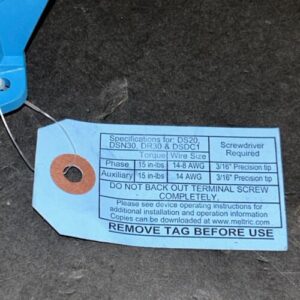 Specifications for: DS20,
DSN30, DR30 & DSDC1
Screwdriver
Required
Torque Wire Size
Phase 15 in-lbs 14-8 AWG 3/16" Precision tip
Auxiliary 15 in-lbs 14 AWG 3/16" Precision tip
DO NOT BACK OUT TERMINAL SCREW
COMPLETELY.
Please see device operating instructions for
additional installation and operation information
Copies can be downloaded at www.meltric.com
REMOVE TAG BEFORE USE